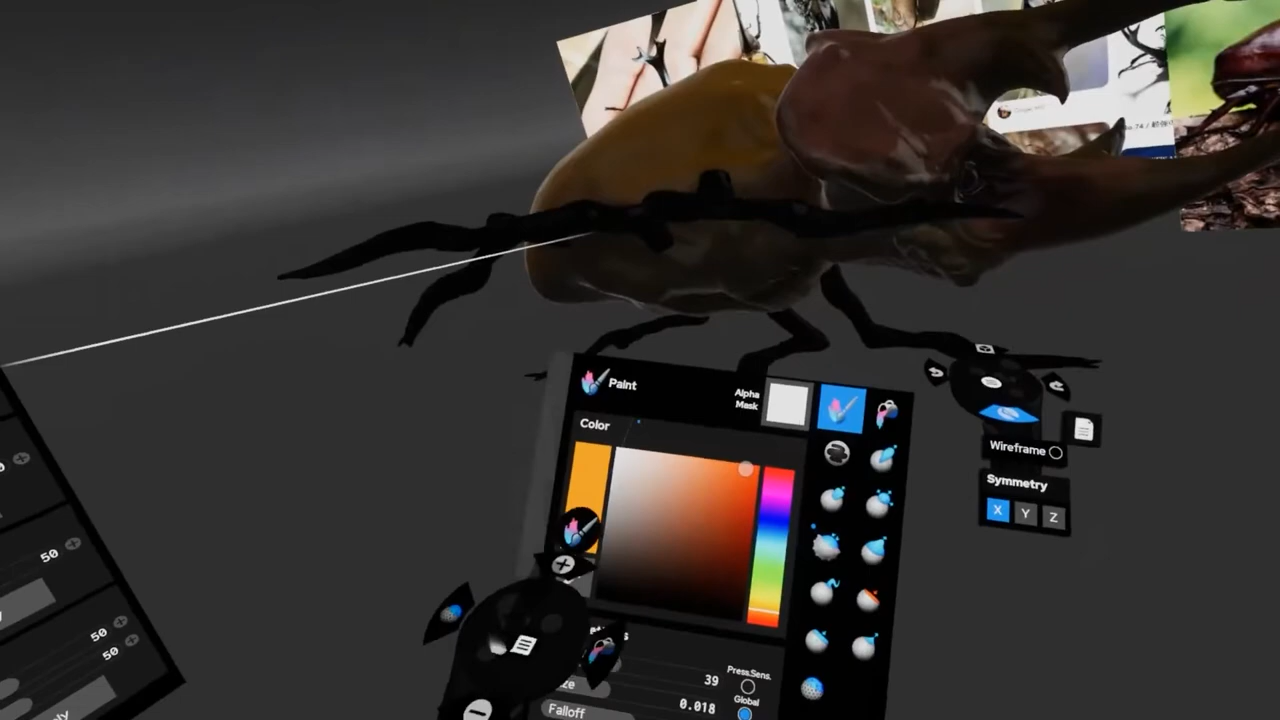 Paint
Alpha
Mask
Color
Wireframe
Symmetry
X Y Z
50
50
50
39
0.018
Falloff
Press.Sens.
Global